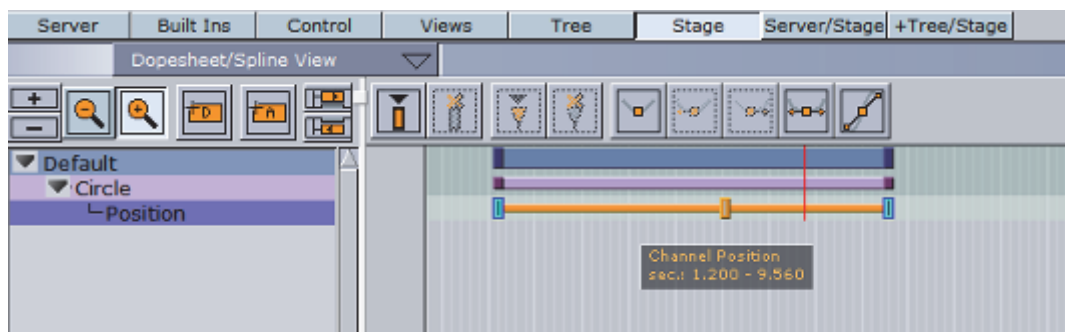 Server Built Ins Control Views Tree Stage Server/Stage +Tree/Stage
Dopesheet/Spline View
+ - + D A
-
Default
Circle
Position
Channel Position
sec.: 1.200 - 9.560